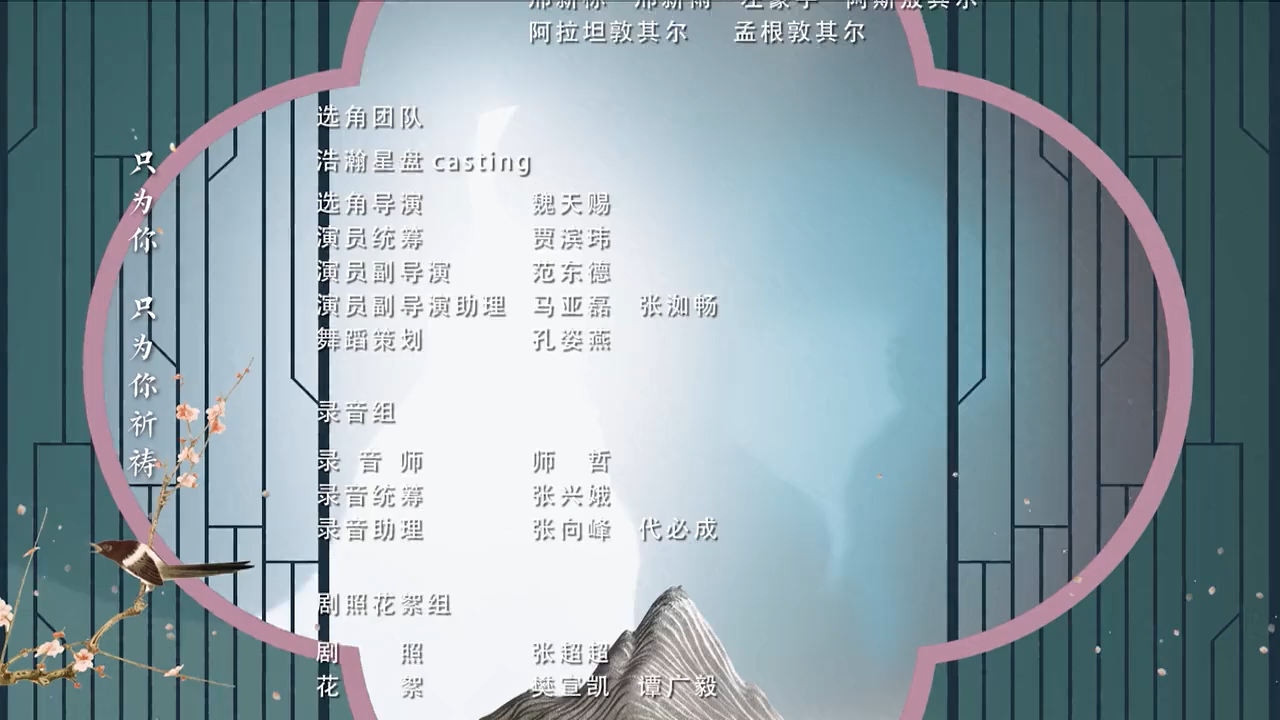 阿拉坦敦其尔 孟根敦其尔
选角团队
浩瀚星盘 casting
选角导演 魏天赐
演员统筹 贾滨玮
演员副导演 范东德
演员副导演助理 马亚磊 张洳畅
舞蹈策划 孔姿燕
录音组
录音师 师哲
录音统筹 张兴娥
录音助理 张向峰 代必成
剧照花絮组
剧照 张超超
花絮 樊宣凯 谭广毅
只为你 只为你祈祷